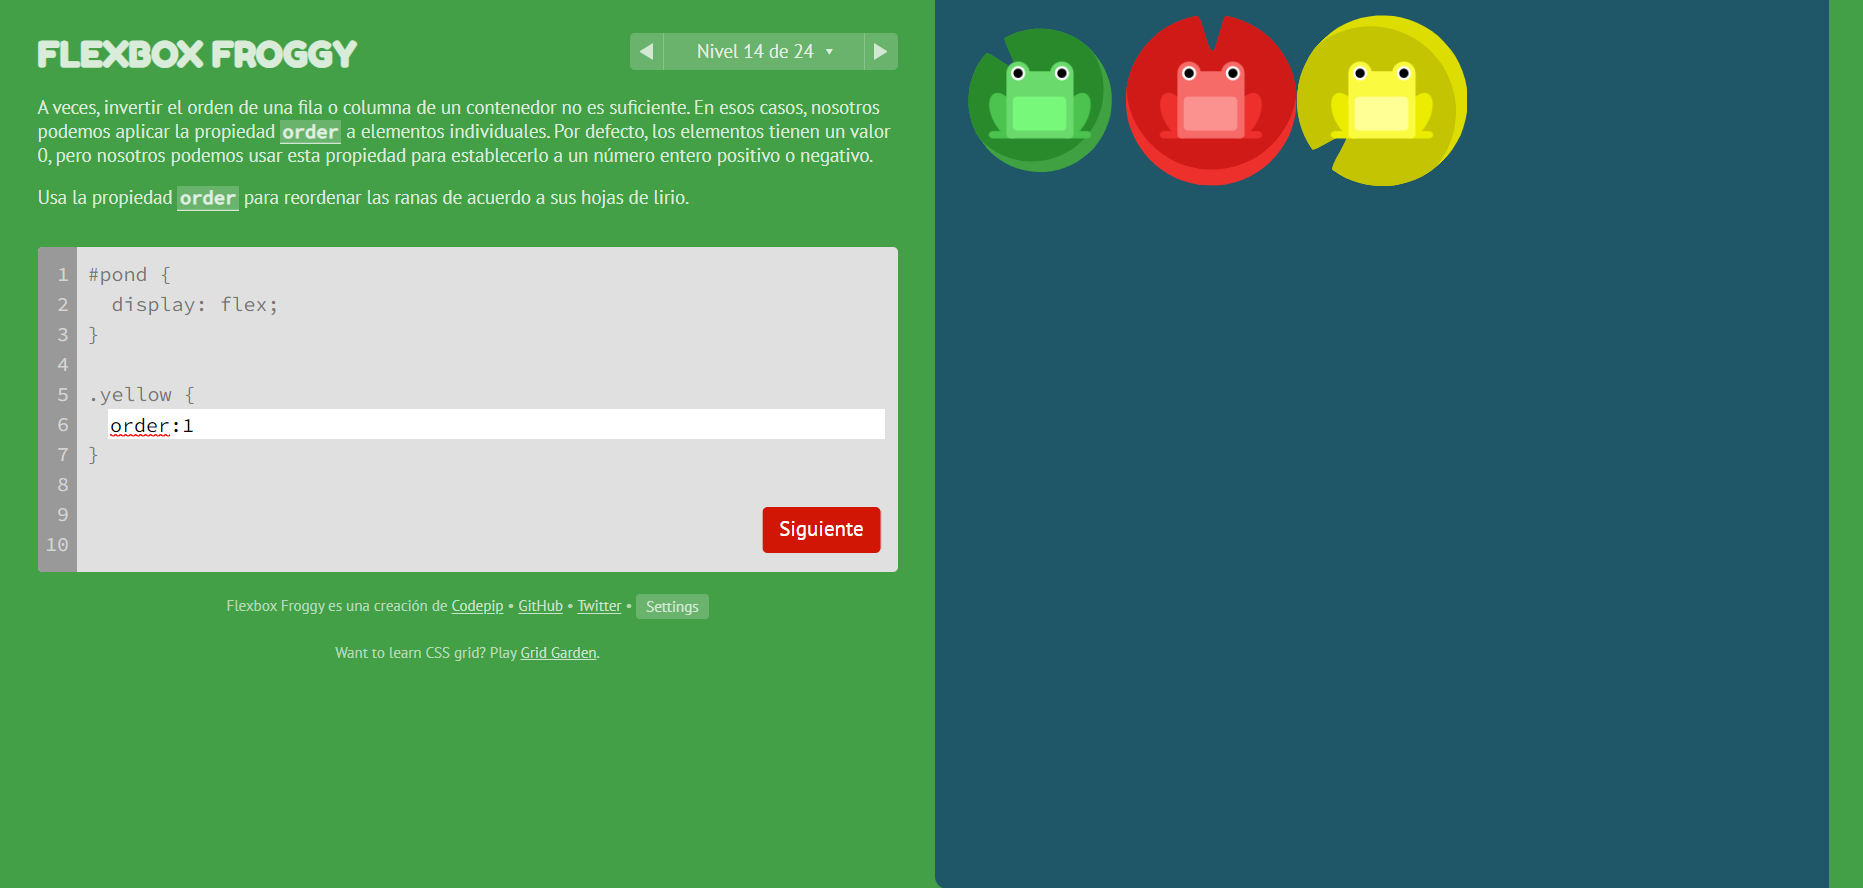 FLEXBOX FROGGY
Nivel 14 de 24
A veces, invertir el orden de una fila o columna de un contenedor no es suficiente. En esos casos, nosotros
podemos aplicar la propiedad order a elementos individuales. Por defecto, los elementos tienen un valor
0, pero nosotros podemos usar esta propiedad para establecerlo a un número entero positivo o negativo.
Usa la propiedad order para reordenar las ranas de acuerdo a sus hojas de lirio.
1 #pond {
2 display: flex;
3 }
4
5 .yellow {
6 order:1
7 }
8
9
10
Siguiente
Flexbox Froggy es una creación de Codepip • GitHub • Twitter • Settings
Want to learn CSS grid? Play Grid Garden.